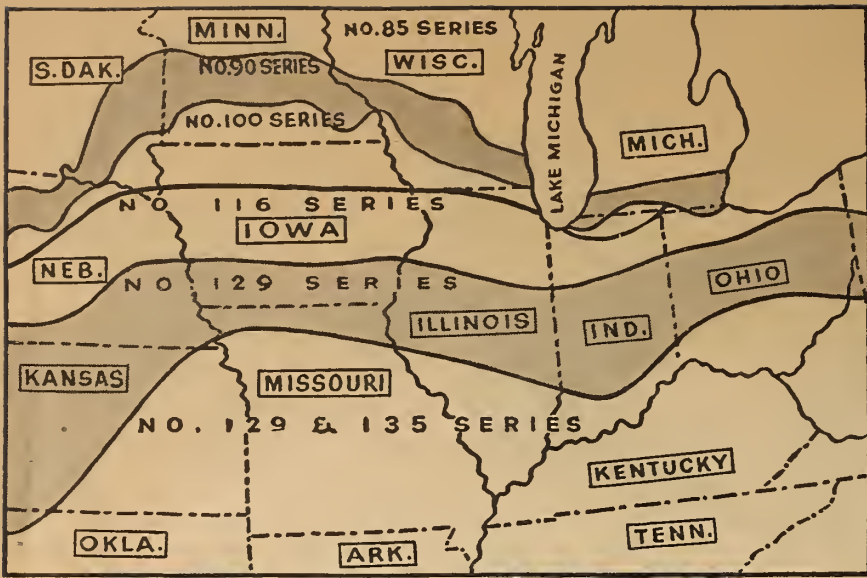 MINN.
NO.85 SERIES
S.DAK.
NO.90 SERIES
WISC.
NO.100 SERIES
LAKE MICHIGAN
MICH.
NO. 116 SERIES
IOWA
NEB.
NO. 129 SERIES
OHIO
ILLINOIS
IND.
KANSAS
MISSOURI
NO. 129 & 135 SERIES
KENTUCKY
OKLA.
ARK.
TENN.